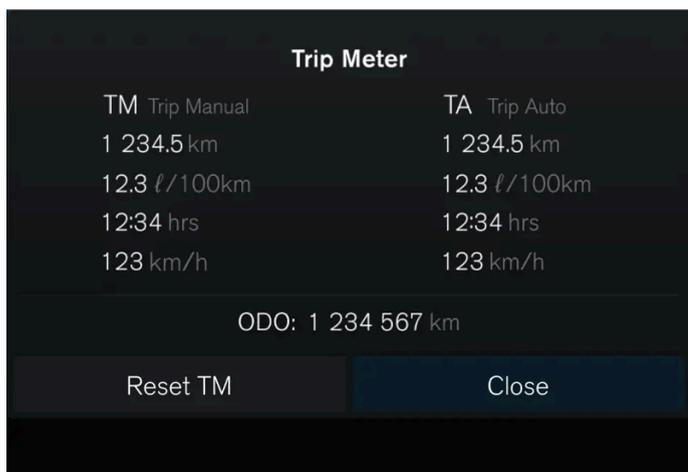 Trip Meter
TM Trip Manual
1 234.5 km
12.3 ℓ/100km
12:34 hrs
123 km/h
TA Trip Auto
1 234.5 km
12.3 ℓ/100km
12:34 hrs
123 km/h
ODO: 1 234 567 km
Reset TM
Close